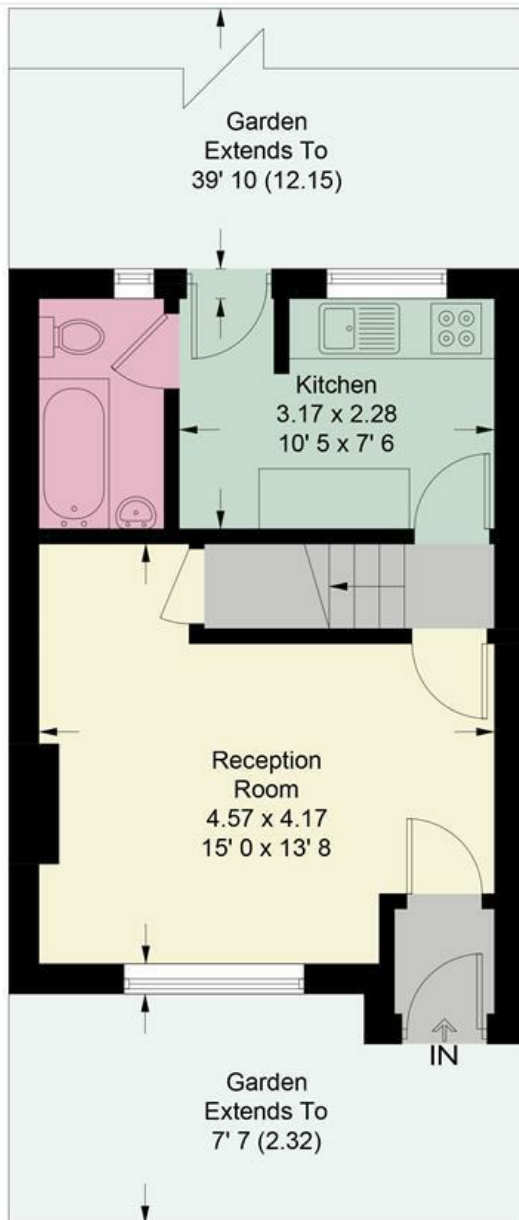 Garden
Extends To
39' 10 (12.15)
Kitchen
3.17 x 2.28
10' 5 x 7' 6
Reception
Room
4.57 x 4.17
15' 0 x 13' 8
IN
Garden
Extends To
7' 7 (2.32)